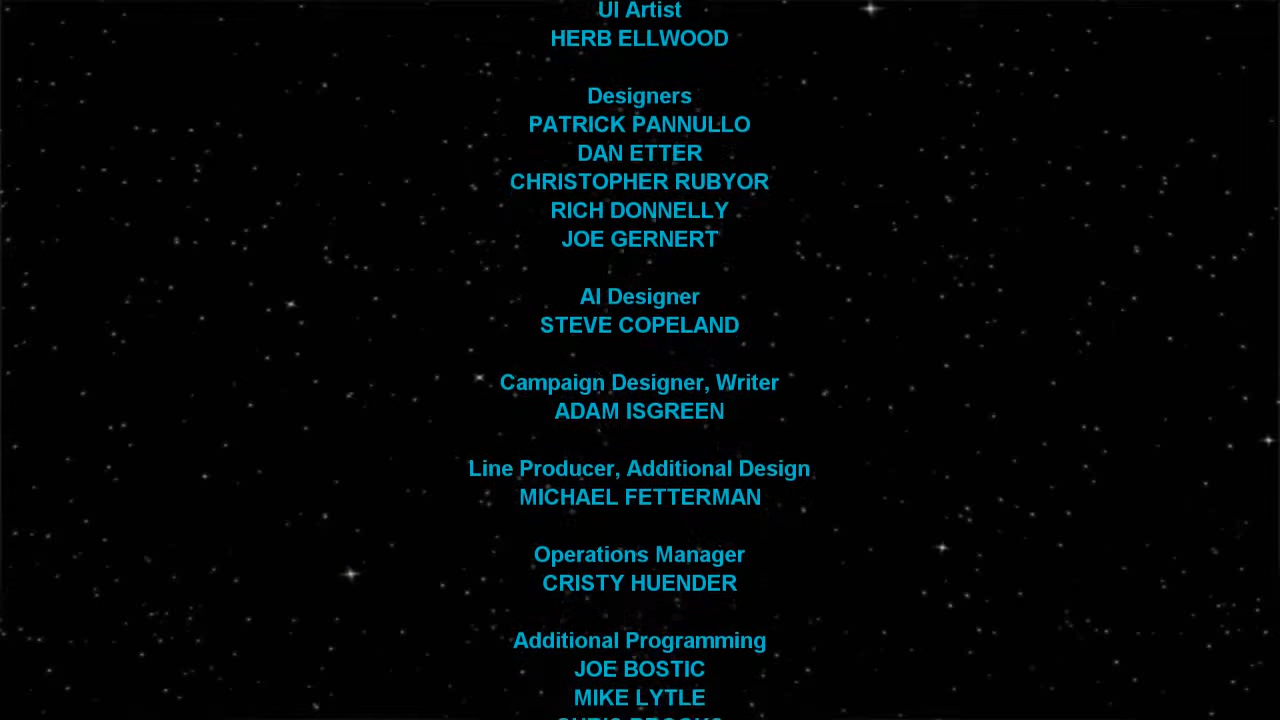 UI Artist
HERB ELLWOOD
Designers
PATRICK PANNULLO
DAN ETTER
CHRISTOPHER RUBYOR
RICH DONNELLY
JOE GERNERT
AI Designer
STEVE COPELAND
Campaign Designer, Writer
ADAM ISGREEN
Line Producer, Additional Design
MICHAEL FETTERMAN
Operations Manager
CRISTY HUENDER
Additional Programming
JOE BOSTIC
MIKE LYTLE